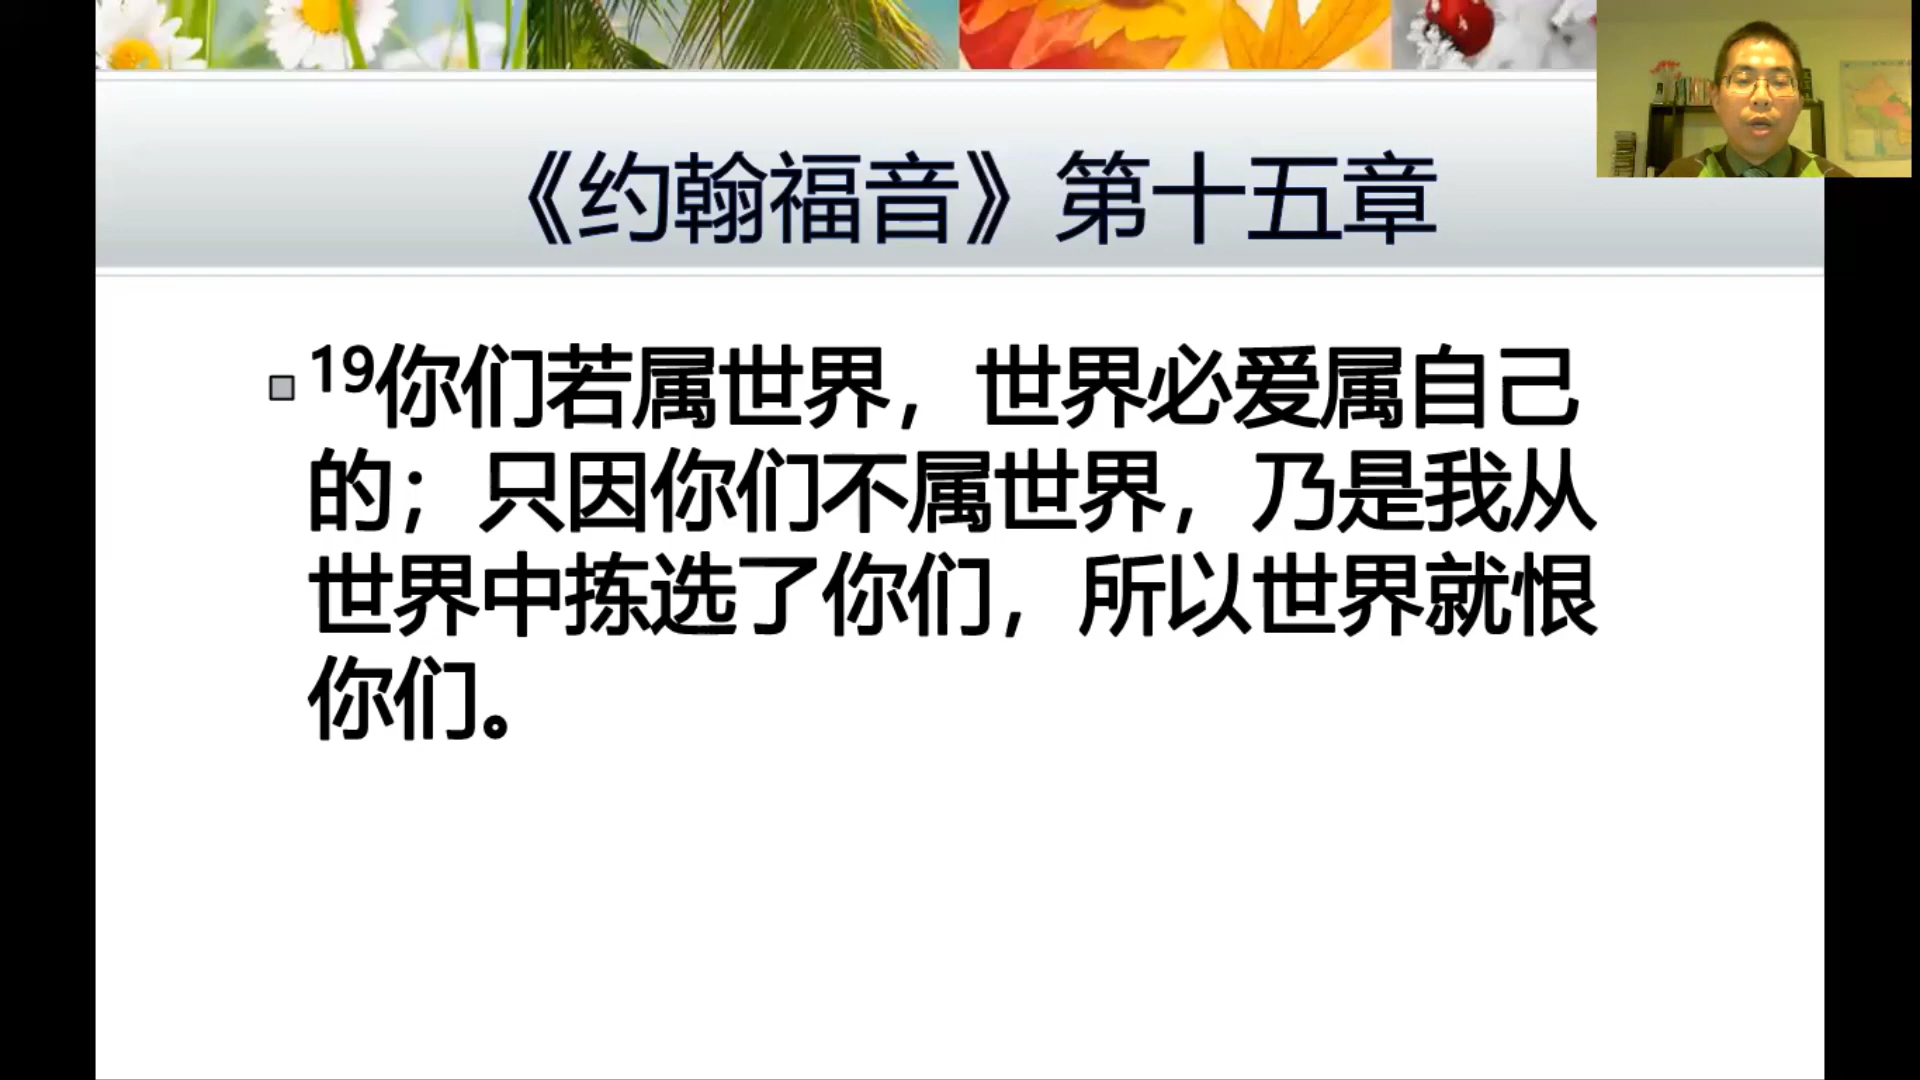 《约翰福音》第十五章
19你们若属世界，世界必爱属自己
的；只因你们不属世界，乃是我从
世界中拣选了你们，所以世界就恨
你们。